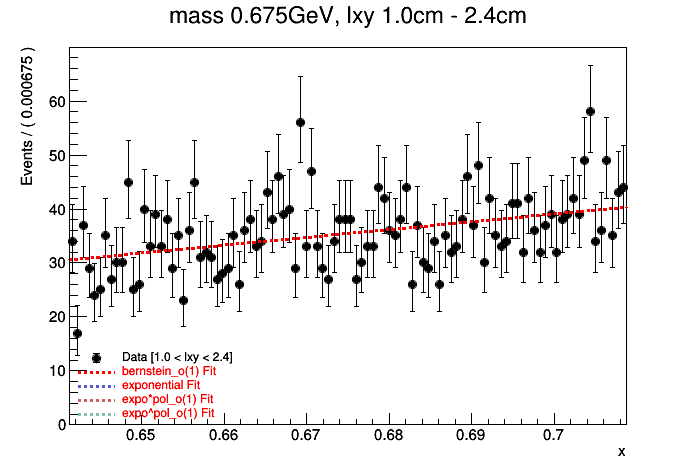 mass 0.675GeV, lxy 1.0cm - 2.4cm
Events / ( 0.000675 )
60
50
40
30
20
10
0
Data [1.0 < lxy < 2.4]
bernstein_o(1) Fit
exponential Fit
expo*pol_o(1) Fit
expo^pol_o(1) Fit
0.65 0.66 0.67 0.68 0.69 0.7
x